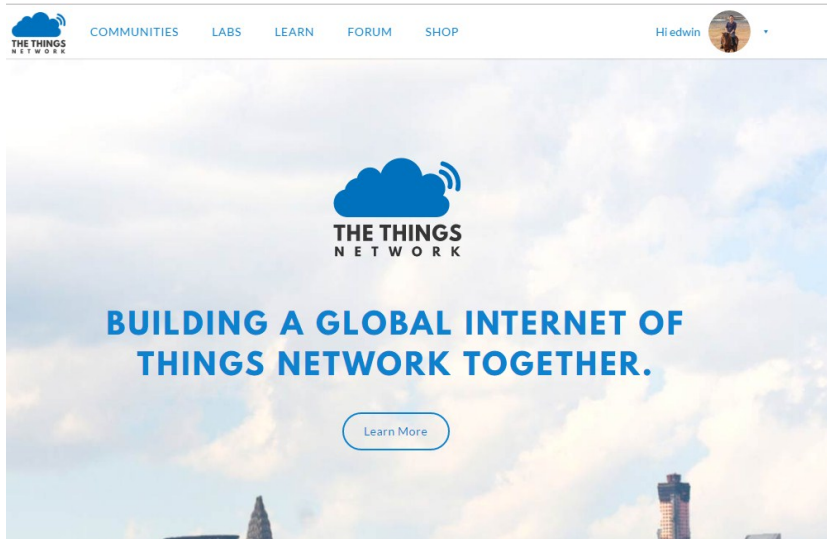 THE THINGS
NETWORK
COMMUNITIES LABS LEARN FORUM SHOP Hi edwin
THE THINGS
NETWORK
BUILDING A GLOBAL INTERNET OF
THINGS NETWORK TOGETHER.
Learn More